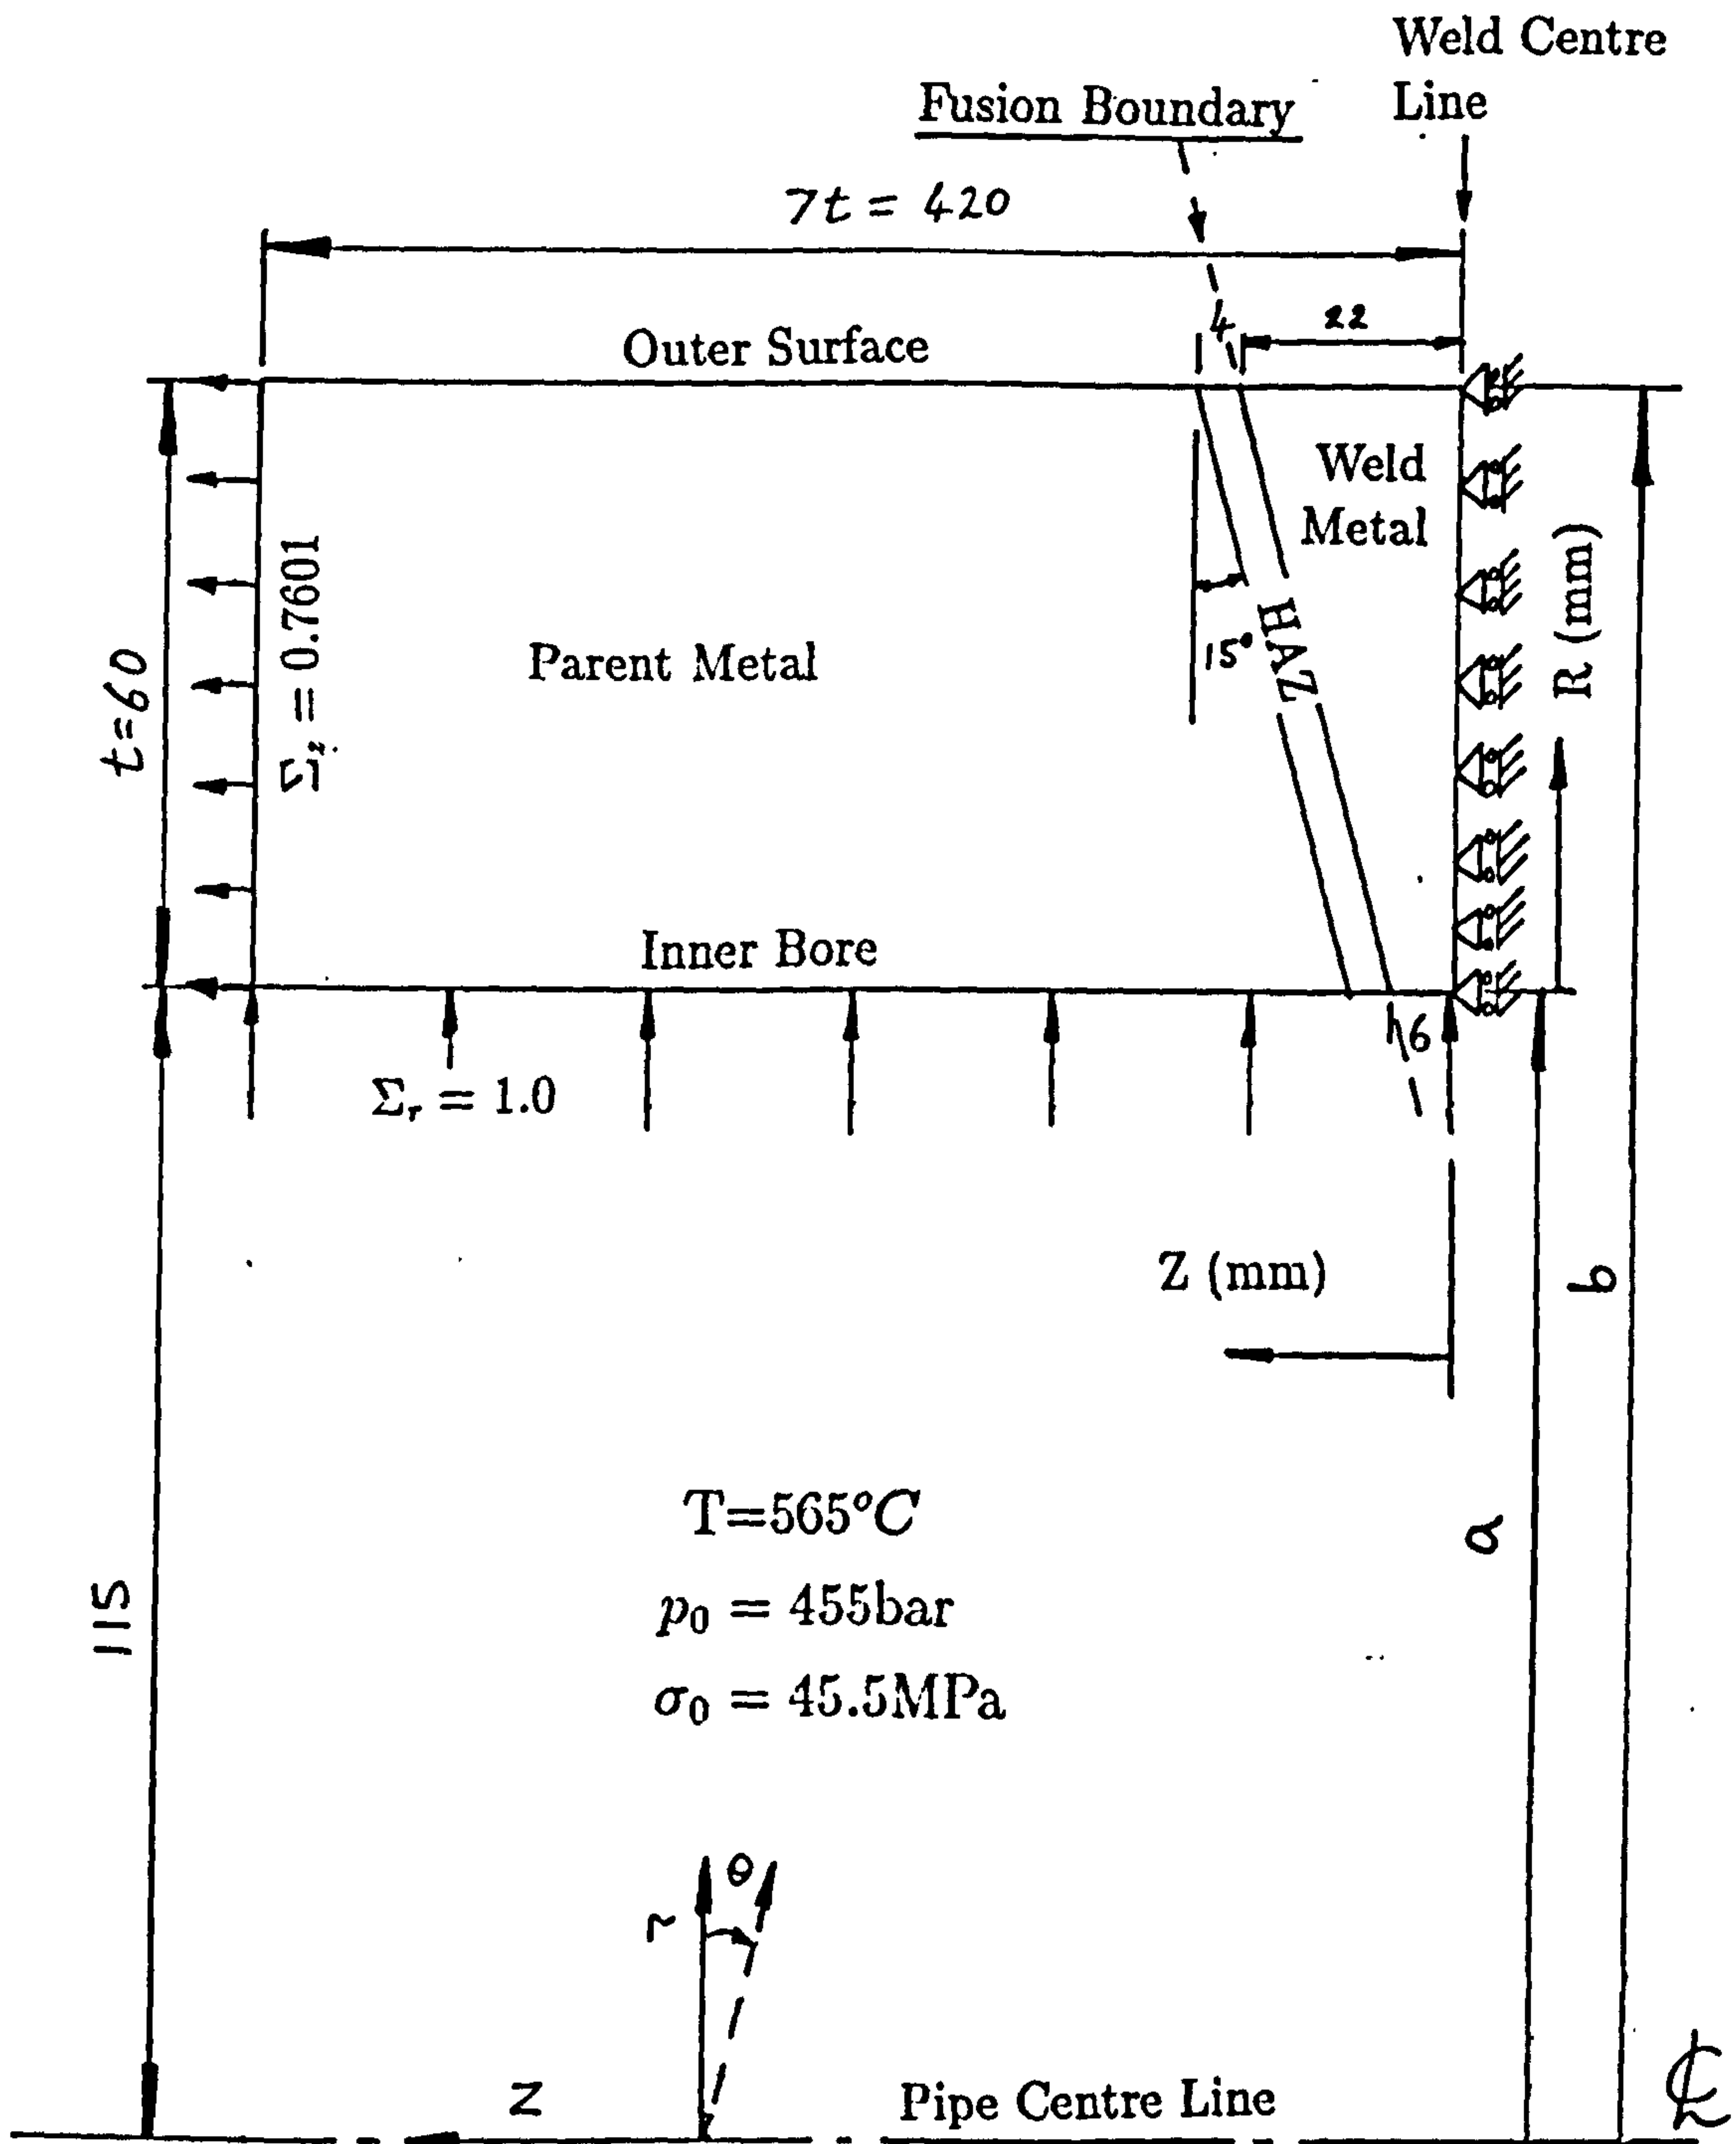 Weld Centre
Line
Fusion Boundary
7t = 420
4
22
Outer Surface
Weld
Metal
t=60
Σz = 0.7601
Parent Metal
15°
HAZ
R (mm)
Inner Bore
6
Σr = 1.0
Z (mm)
b
a
T=565°C
p0 = 455bar
σ0 = 45.5MPa
115
r
θ
z
Pipe Centre Line
℄